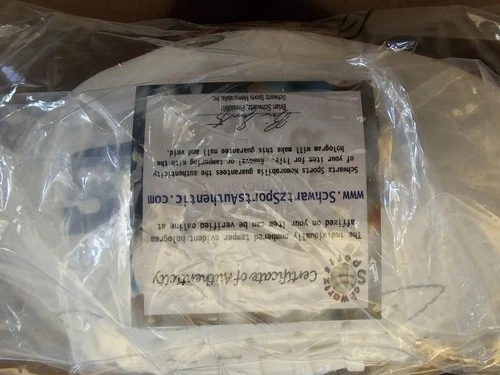 Schwartz
Sports
Certificate of Authenticity
The individually numbered tamper evident hologram
affixed on your item can be verified online at
www.SchwartzSportsAuthentic.com
Schwartz Sports Memorabilia guarantees the authenticity
of your item for life. Removal or tampering with the
hologram will make this guarantee null and void.
Brian Schwartz, President
Schwartz Sports Memorabilia Inc.